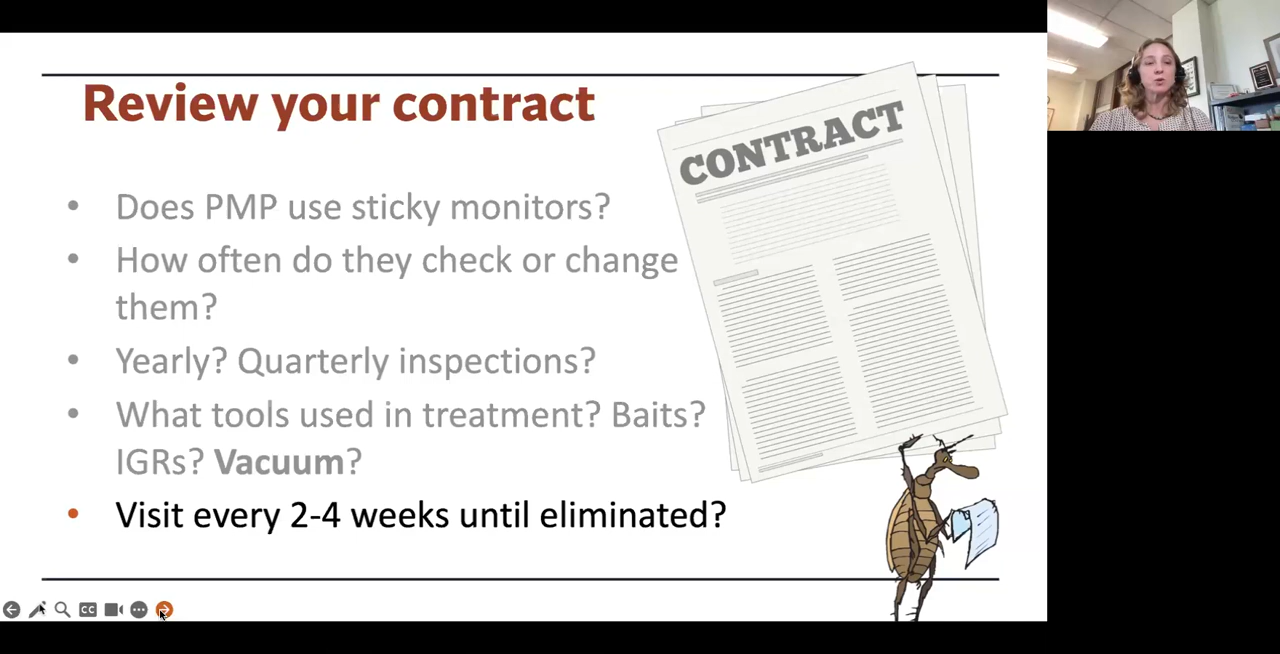 Review your contract
CONTRACT
• Does PMP use sticky monitors?
• How often do they check or change
them?
• Yearly? Quarterly inspections?
• What tools used in treatment? Baits?
IGRs? Vacuum?
• Visit every 2-4 weeks until eliminated?
CC